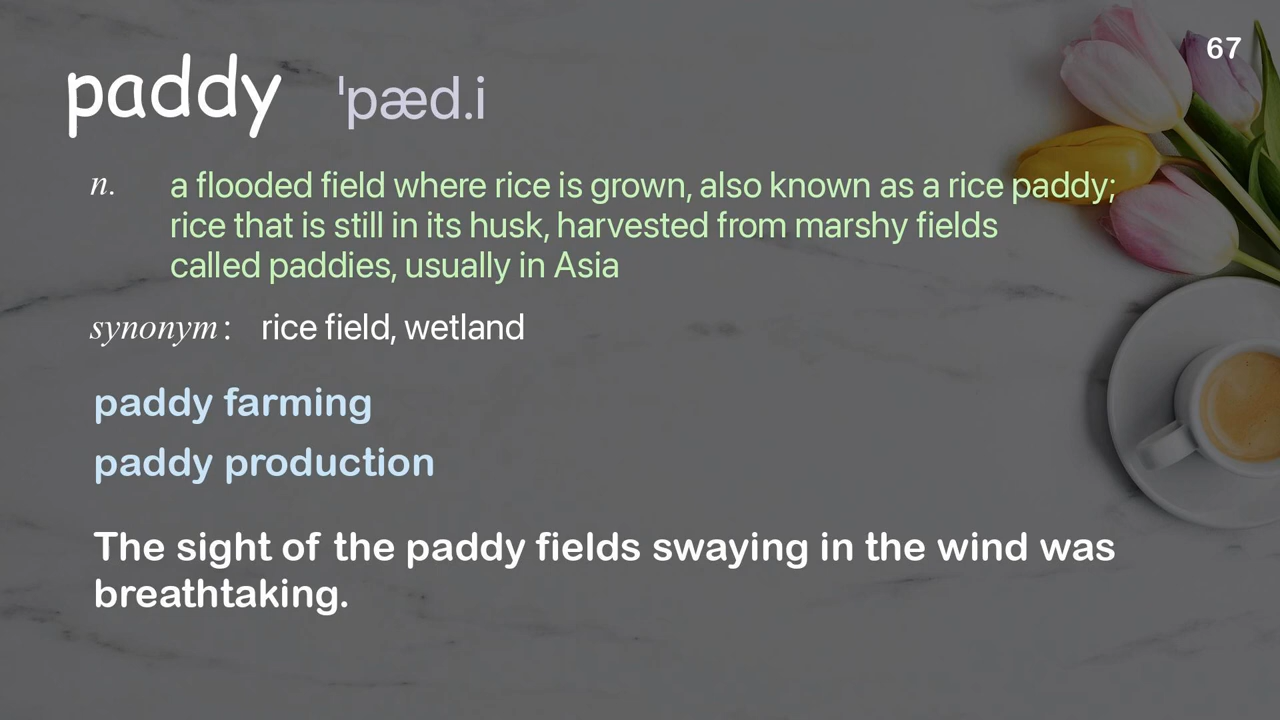 67
paddy ˈpæd.i
n. a flooded field where rice is grown, also known as a rice paddy;
rice that is still in its husk, harvested from marshy fields
called paddies, usually in Asia
synonym: rice field, wetland
paddy farming
paddy production
The sight of the paddy fields swaying in the wind was
breathtaking.